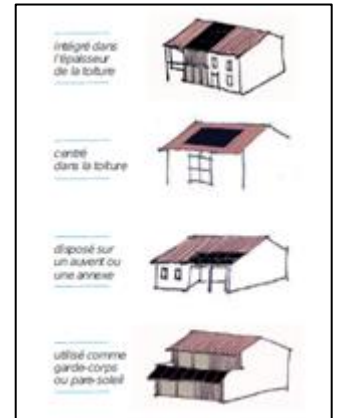 intégré dans
l'épaisseur
de la toiture
centré
dans la toiture
disposé sur
un auvent ou
une annexe
utilisé comme
garde-corps
ou pare-soleil